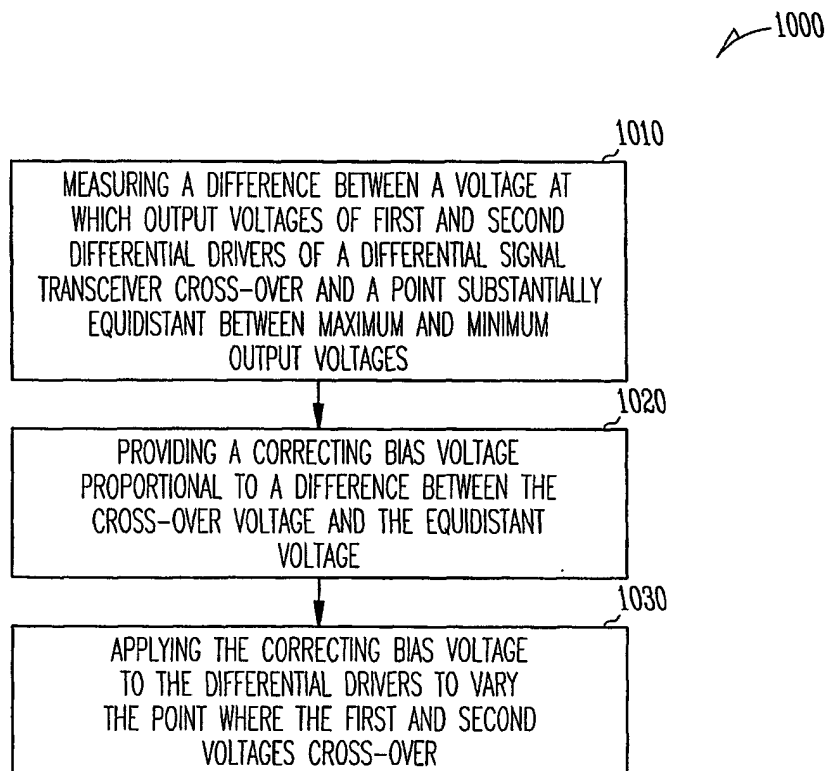 1000
1010
MEASURING A DIFFERENCE BETWEEN A VOLTAGE AT
WHICH OUTPUT VOLTAGES OF FIRST AND SECOND
DIFFERENTIAL DRIVERS OF A DIFFERENTIAL SIGNAL
TRANSCEIVER CROSS-OVER AND A POINT SUBSTANTIALLY
EQUIDISTANT BETWEEN MAXIMUM AND MINIMUM
OUTPUT VOLTAGES
1020
PROVIDING A CORRECTING BIAS VOLTAGE
PROPORTIONAL TO A DIFFERENCE BETWEEN THE
CROSS-OVER VOLTAGE AND THE EQUIDISTANT
VOLTAGE
1030
APPLYING THE CORRECTING BIAS VOLTAGE
TO THE DIFFERENTIAL DRIVERS TO VARY
THE POINT WHERE THE FIRST AND SECOND
VOLTAGES CROSS-OVER